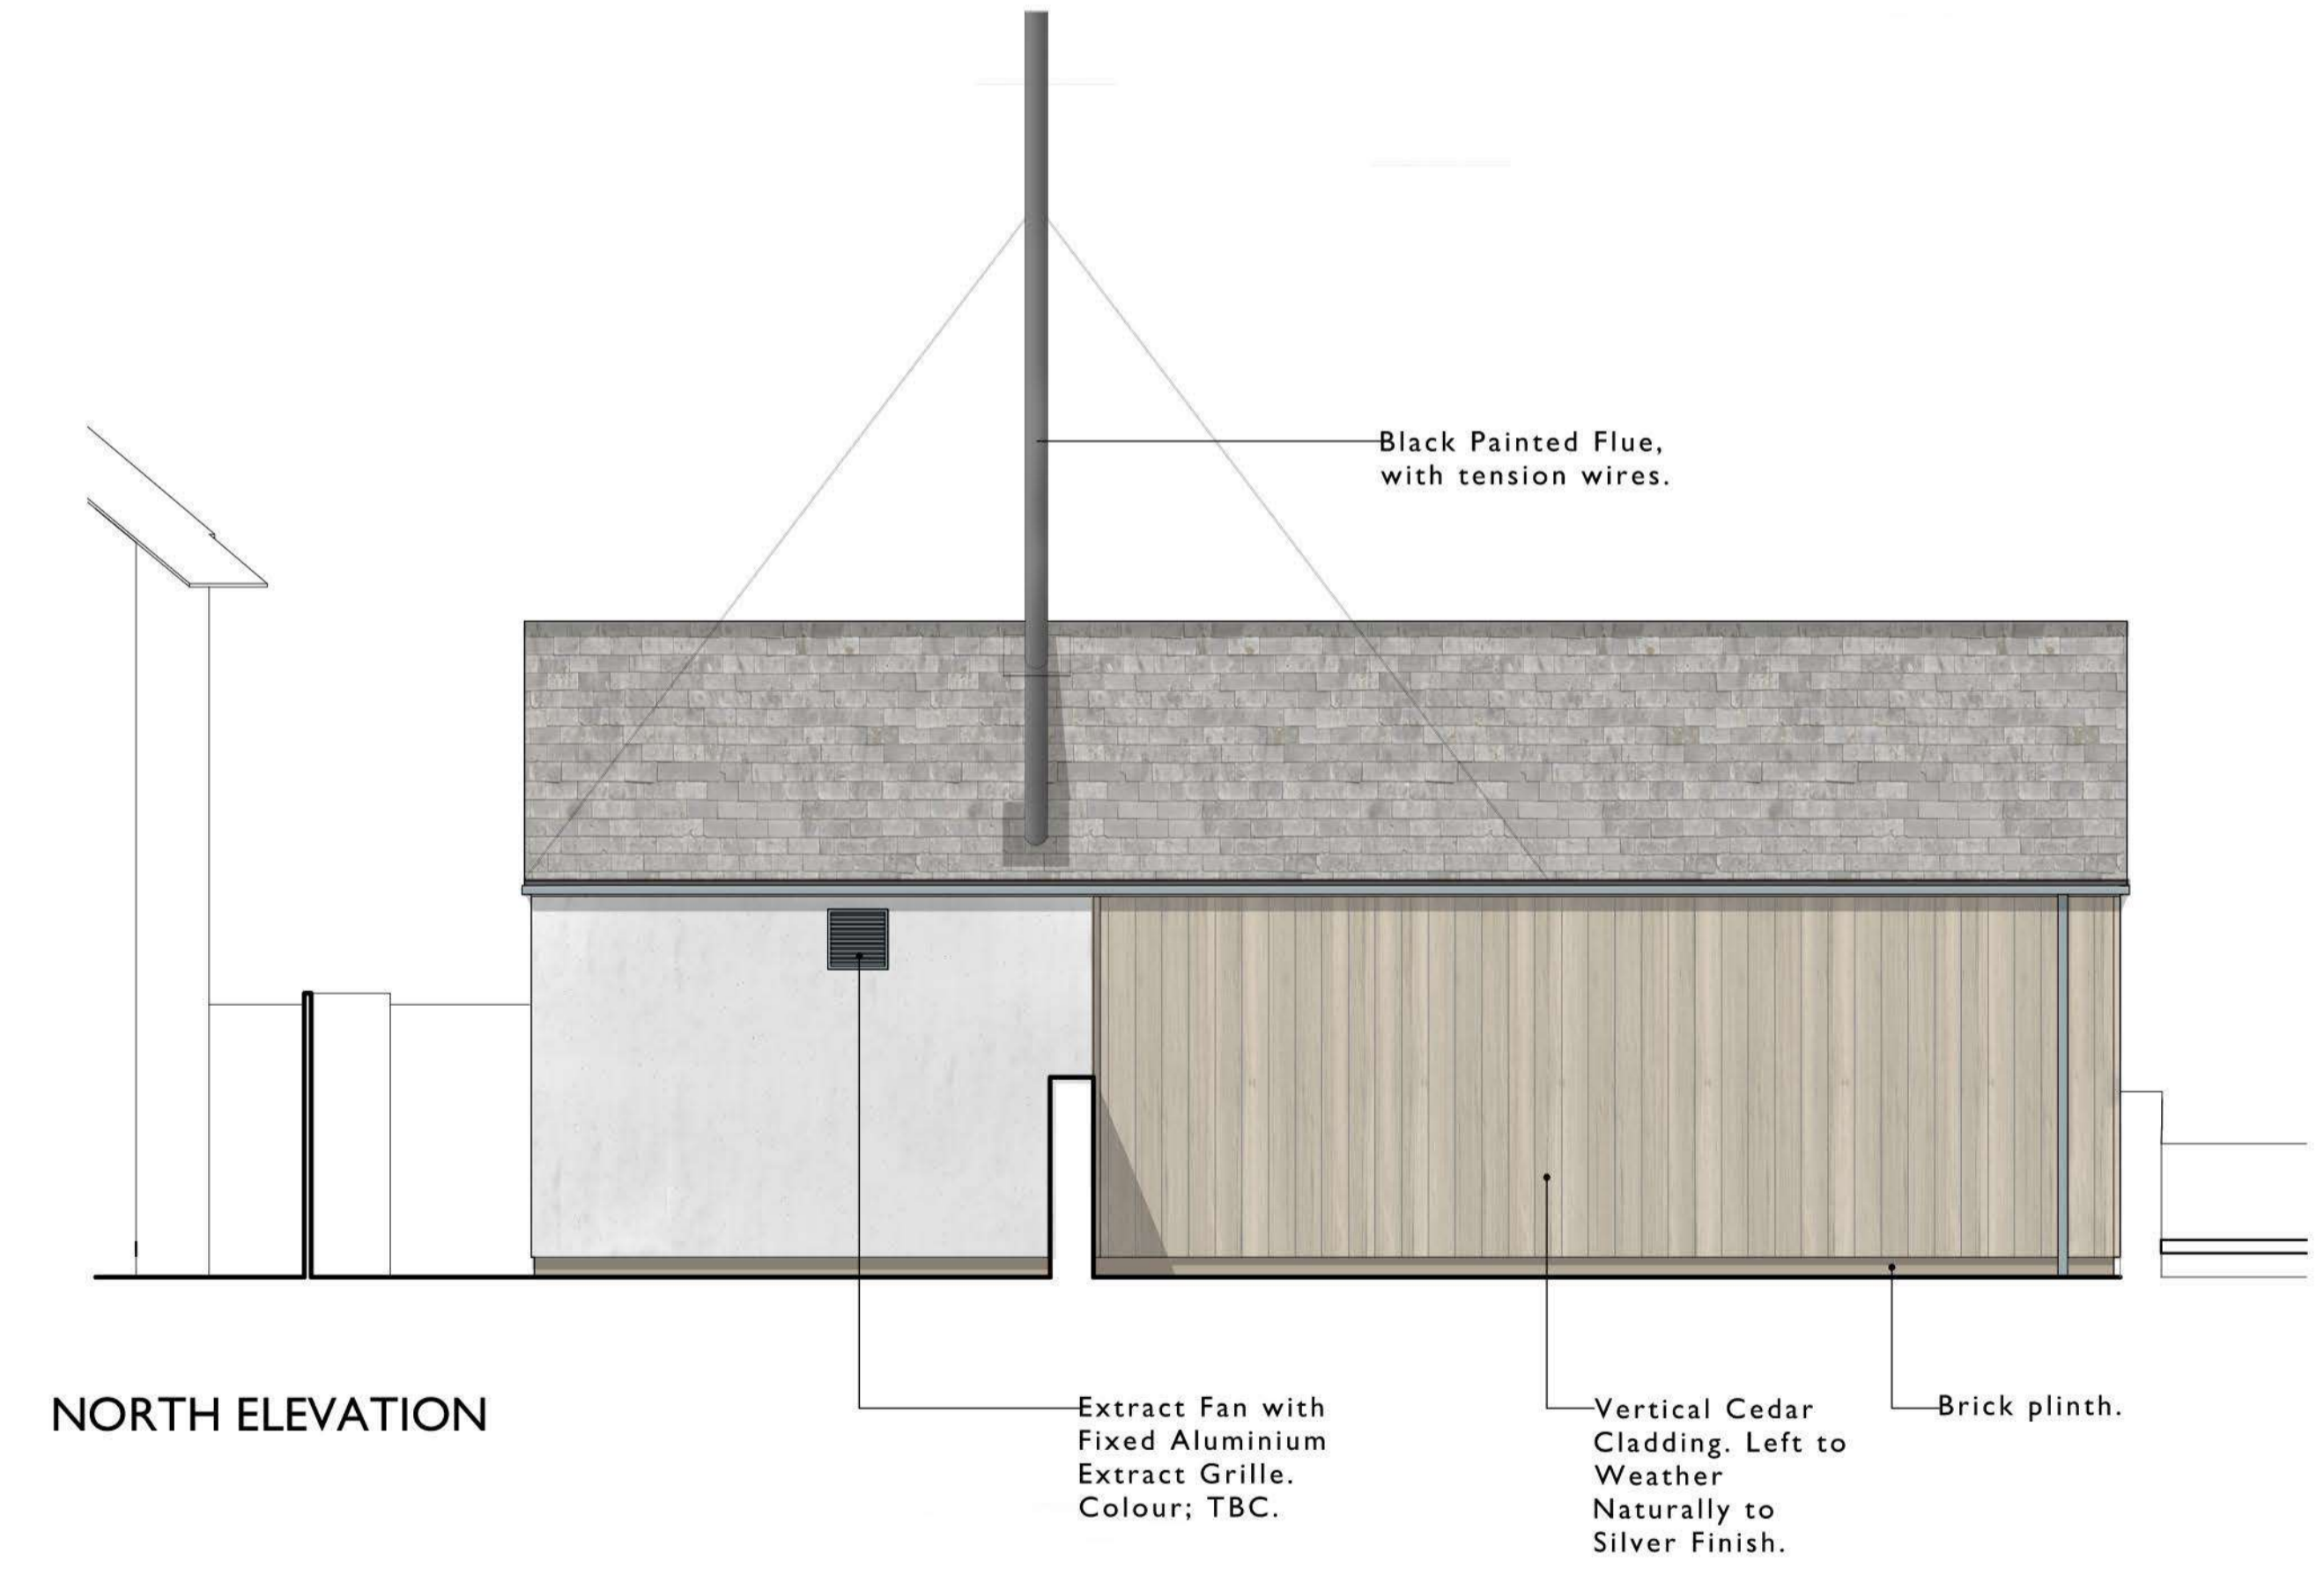 Black Painted Flue,
with tension wires.
NORTH ELEVATION
Extract Fan with
Fixed Aluminium
Extract Grille.
Colour; TBC.
Vertical Cedar
Cladding. Left to
Weather
Naturally to
Silver Finish.
Brick plinth.